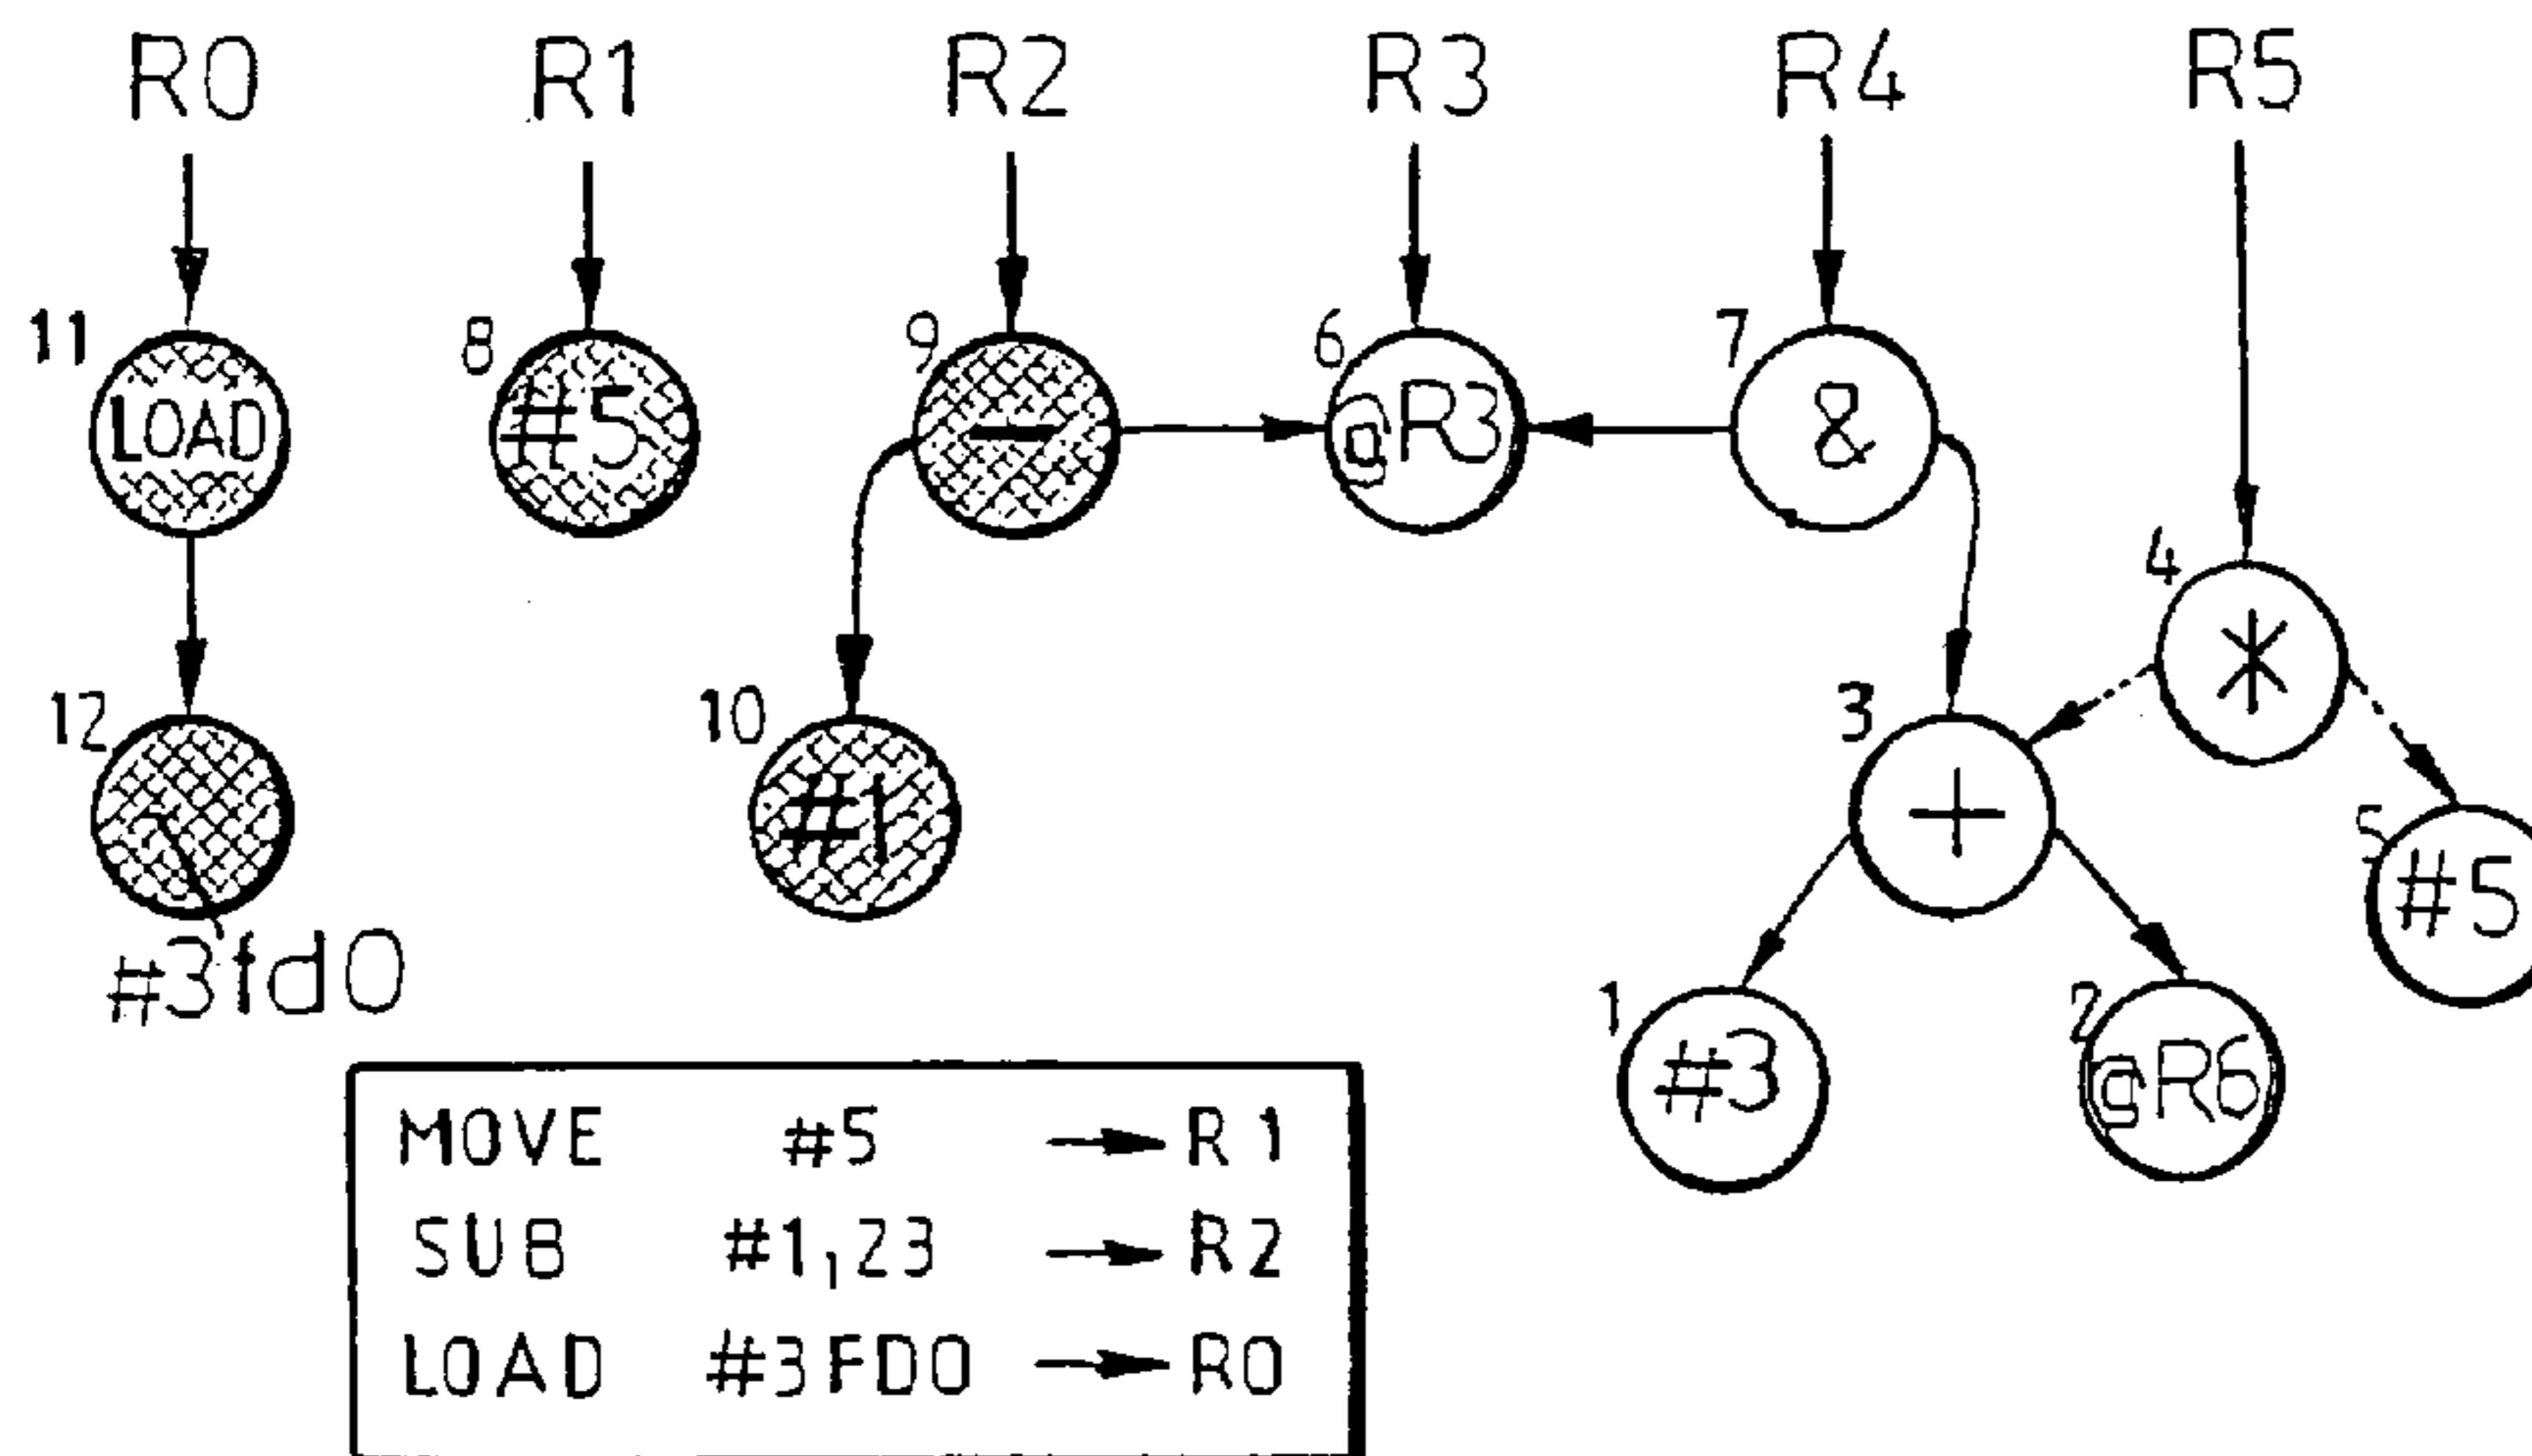 R0 R1 R2 R3 R4 R5
11 8 9 6 7
LOAD #5 - @R3 &
4
*
12 10 3
#1 + 5 #5
#3fd0
1 2
#3 @R6
MOVE #5 → R1
SUB #1,23 → R2
LOAD #3FD0 → R0